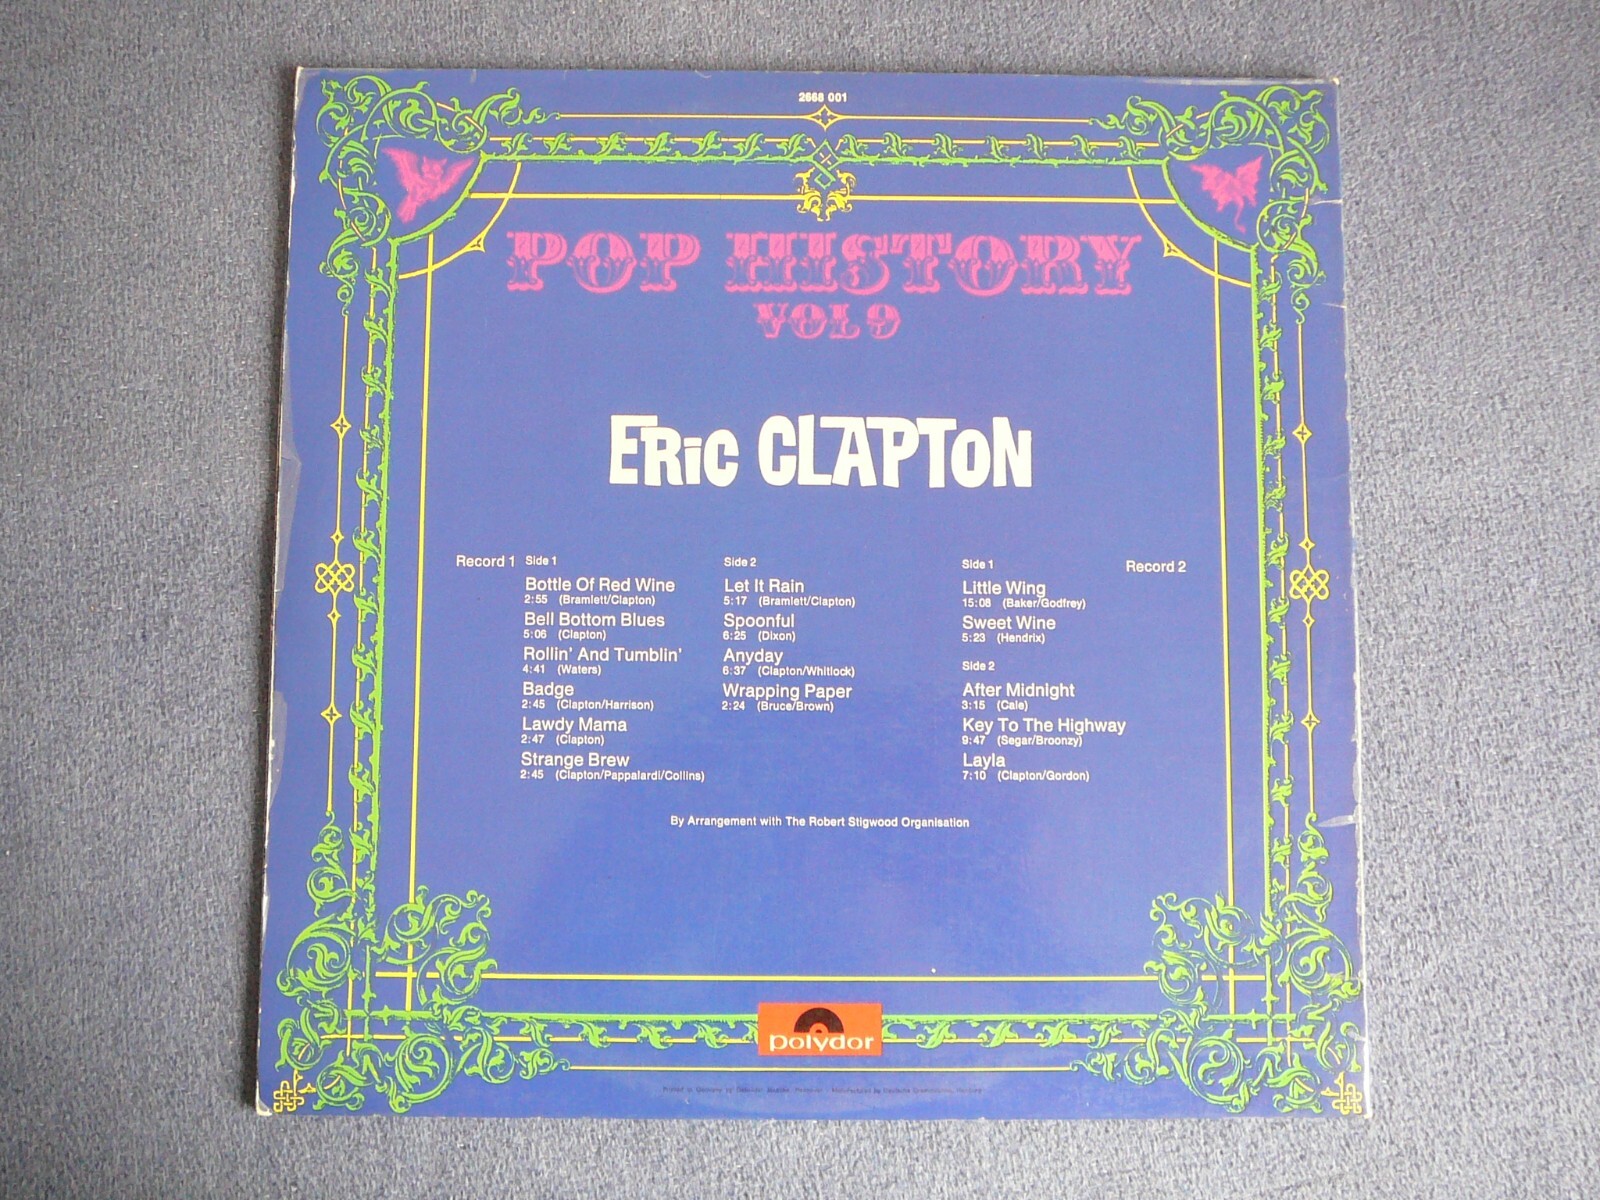 2668 001
POP HISTORY
VOL 9
ERiC CLAPTON
Record 1
Side 1
Bottle Of Red Wine
2:55 (Bramlett/Clapton)
Bell Bottom Blues
5:06 (Clapton)
Rollin' And Tumblin'
4:41 (Waters)
Badge
2:45 (Clapton/Harrison)
Lawdy Mama
2:47 (Clapton)
Strange Brew
2:45 (Clapton/Pappalardi/Collins)
Side 2
Let It Rain
5:17 (Bramlett/Clapton)
Spoonful
6:25 (Dixon)
Anyday
6:37 (Clapton/Whitlock)
Wrapping Paper
2:24 (Bruce/Brown)
Record 2
Side 1
Little Wing
15:08 (Baker/Godfrey)
Sweet Wine
5:23 (Hendrix)
Side 2
After Midnight
3:15 (Cale)
Key To The Highway
9:47 (Segar/Broonzy)
Layla
7:10 (Clapton/Gordon)
By Arrangement with The Robert Stigwood Organisation
polydor
Printed in Germany by
Manufactured by